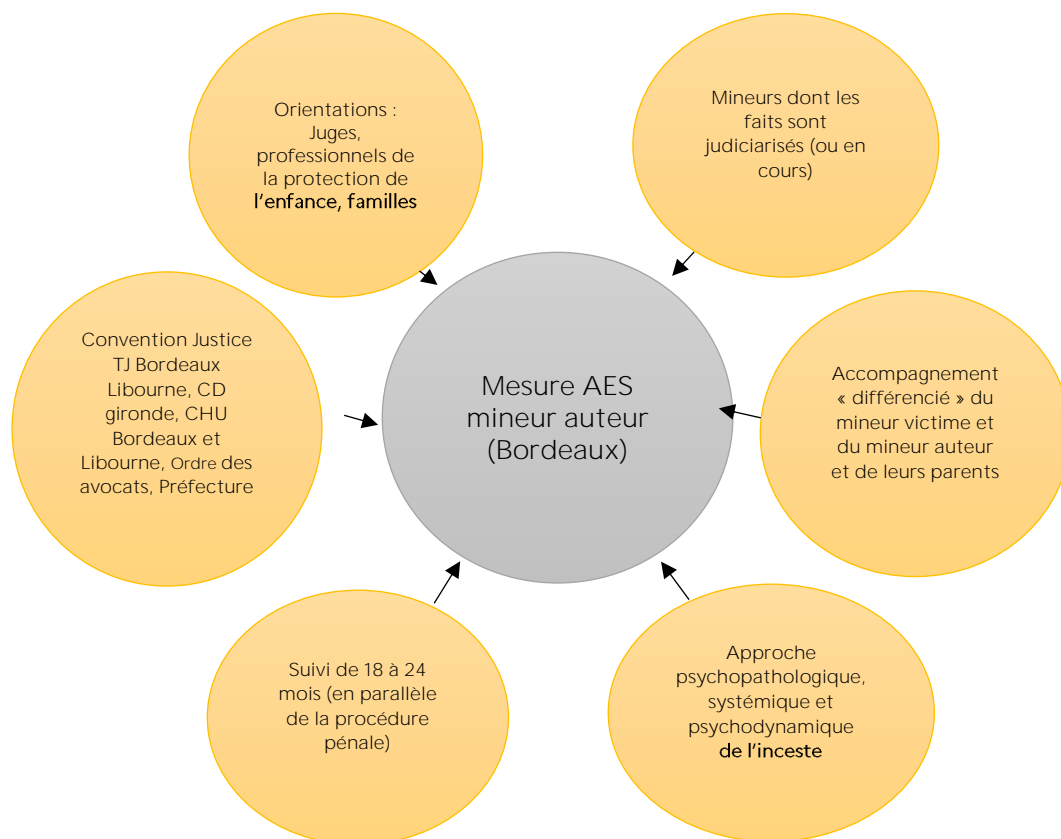 Orientations :
Juges,
professionnels de
la protection de
l'enfance, familles
Mineurs dont les
faits sont
judiciarisés (ou en
cours)
Convention Justice
TJ Bordeaux
Libourne, CD
gironde, CHU
Bordeaux et
Libourne, Ordre des
avocats, Préfecture
Mesure AES
mineur auteur
(Bordeaux)
Accompagnement
« différencié » du
mineur victime et
du mineur auteur
et de leurs parents
Suivi de 18 à 24
mois (en parallèle
de la procédure
pénale)
Approche
psychopathologique,
systémique et
psychodynamique
de l'inceste